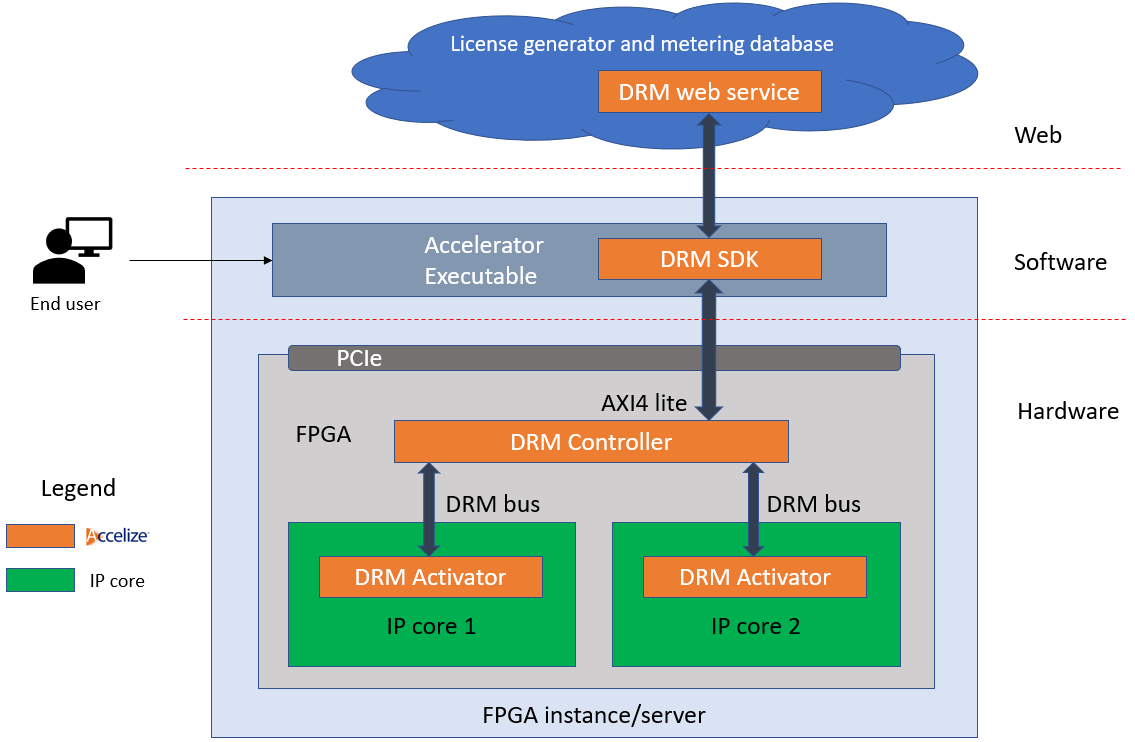 License generator and metering database
DRM web service
Web
Accelerator
Executable
DRM SDK
Software
End user
PCIe
AXI4 lite
Hardware
FPGA
DRM Controller
Legend
DRM bus
DRM bus
Accelize
IP core
DRM Activator
DRM Activator
IP core 1
IP core 2
FPGA instance/server